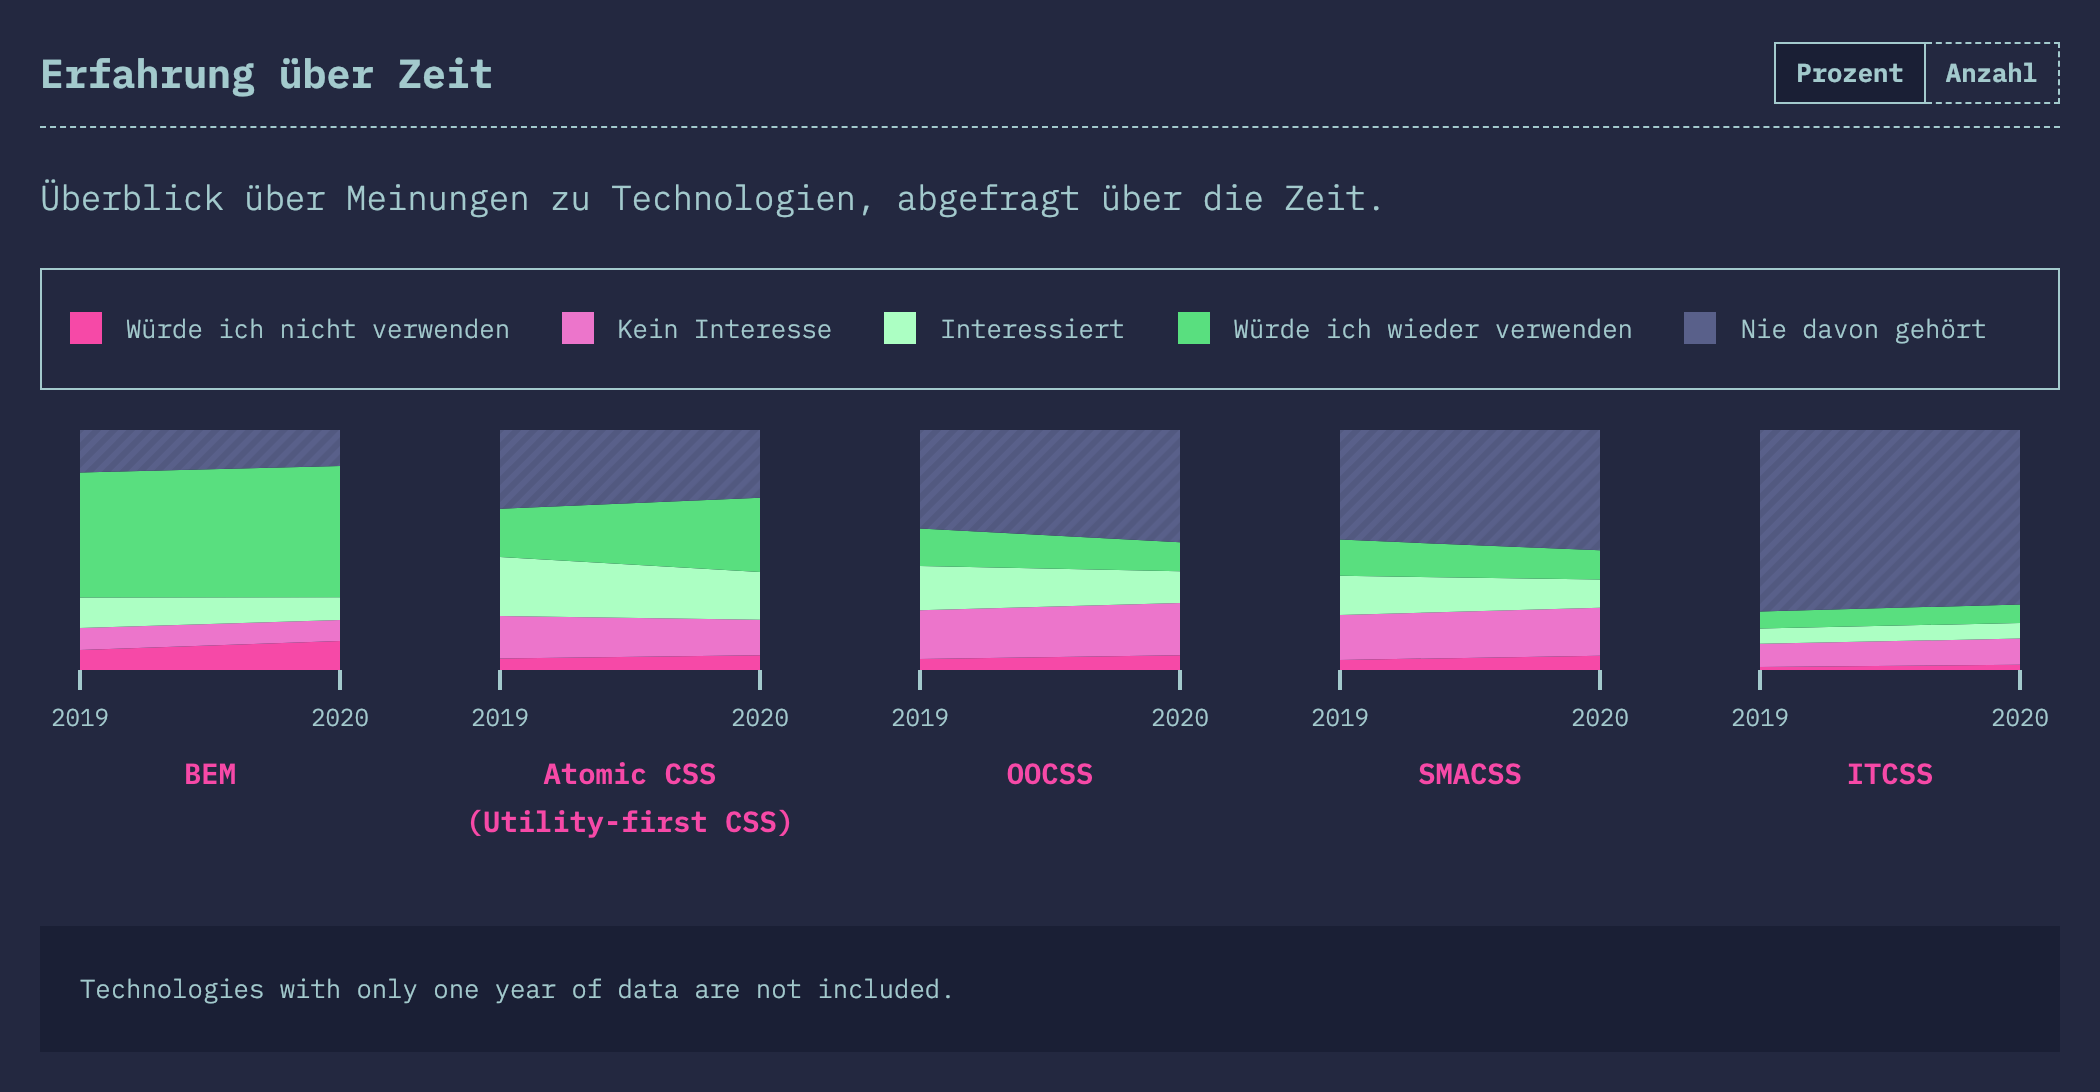 Erfahrung über Zeit
Prozent Anzahl
Überblick über Meinungen zu Technologien, abgefragt über die Zeit.
Würde ich nicht verwenden Kein Interesse Interessiert Würde ich wieder verwenden Nie davon gehört
2019 2020 2019 2020 2019 2020 2019 2020 2019 2020
BEM Atomic CSS OOCSS SMACSS ITCSS
(Utility-first CSS)
Technologies with only one year of data are not included.